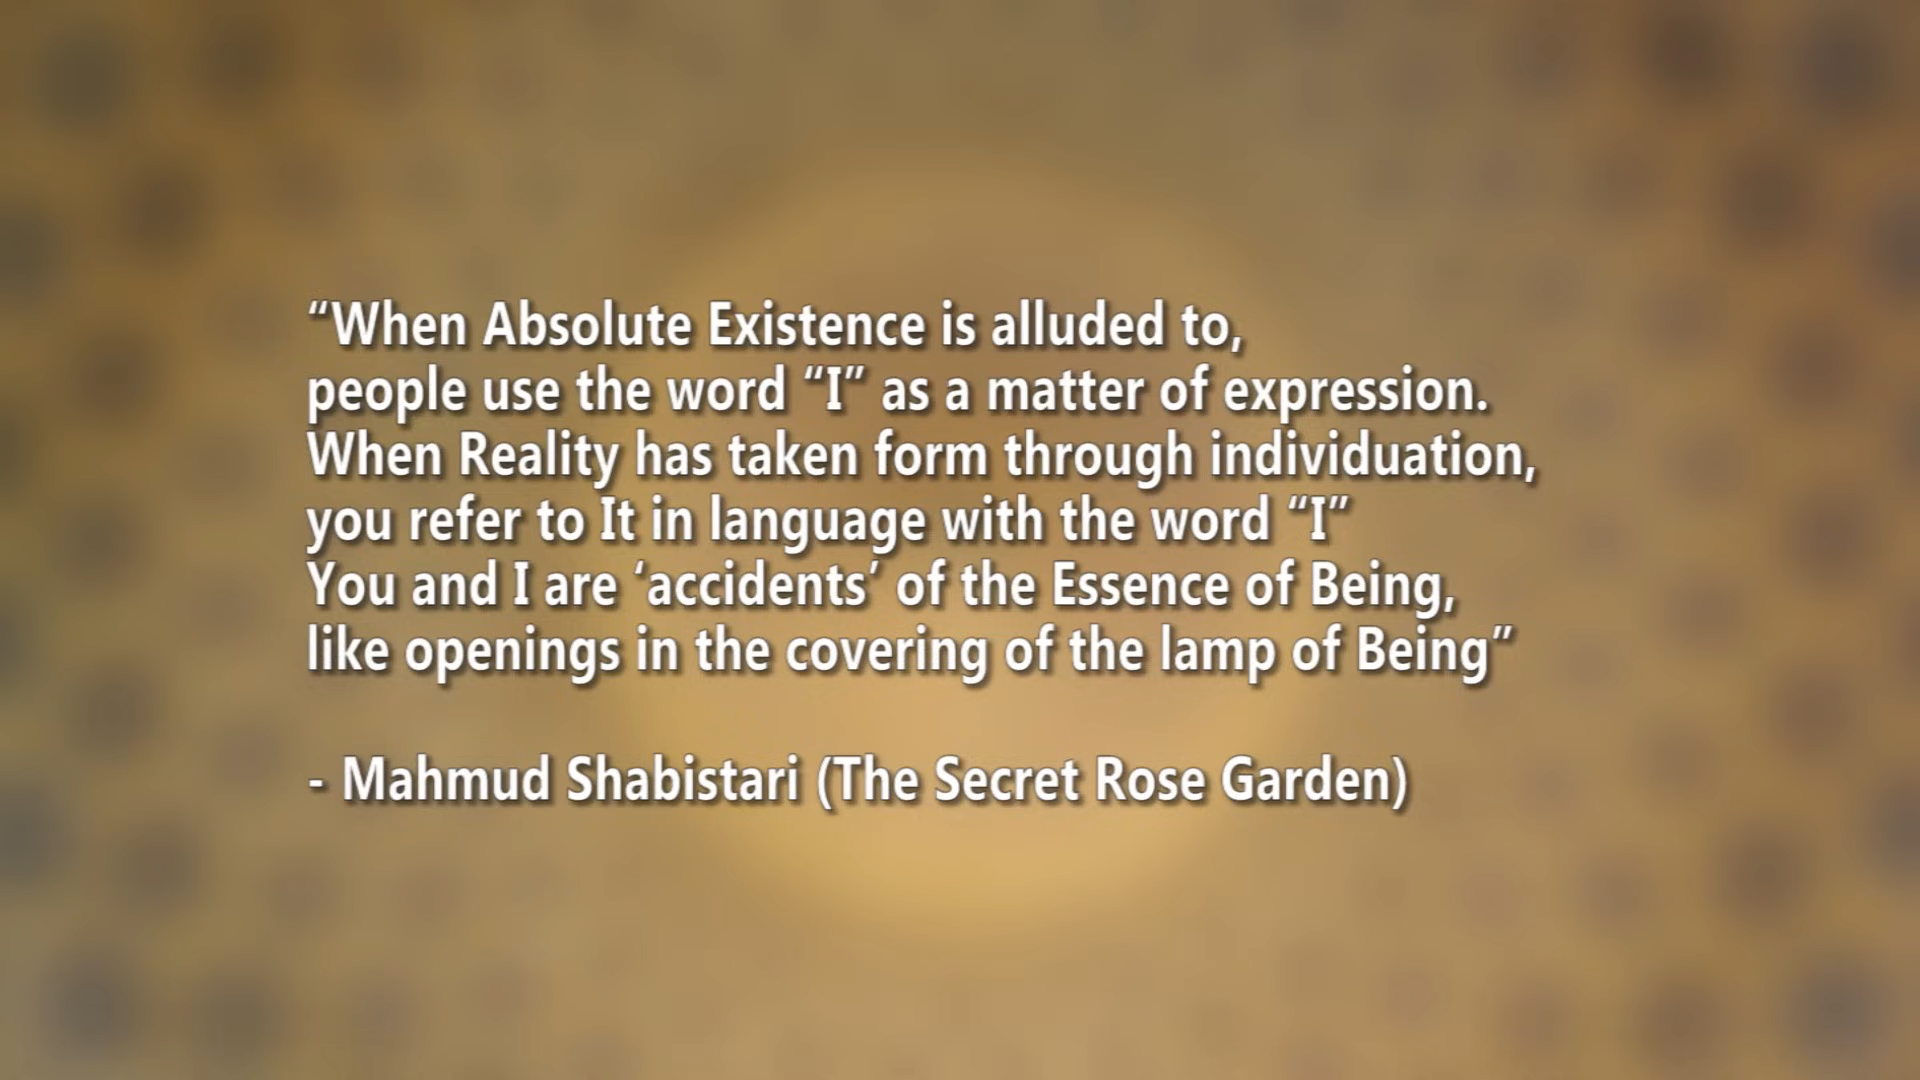 “When Absolute Existence is alluded to,
people use the word “I” as a matter of expression.
When Reality has taken form through individuation,
you refer to It in language with the word “I”
You and I are ‘accidents’ of the Essence of Being,
like openings in the covering of the lamp of Being”
- Mahmud Shabistari (The Secret Rose Garden)